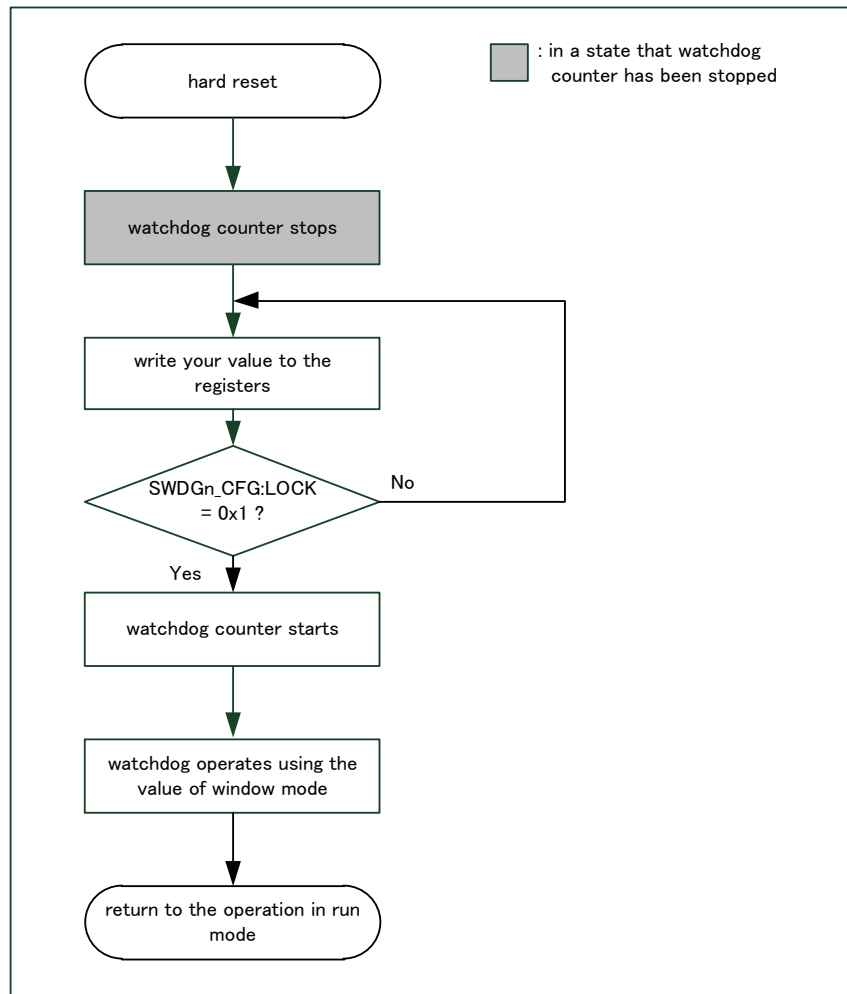 hard reset
: in a state that watchdog
counter has been stopped
watchdog counter stops
write your value to the
registers
SWDGn_CFG:LOCK
= 0x1 ?
No
Yes
watchdog counter starts
watchdog operates using the
value of window mode
return to the operation in run
mode